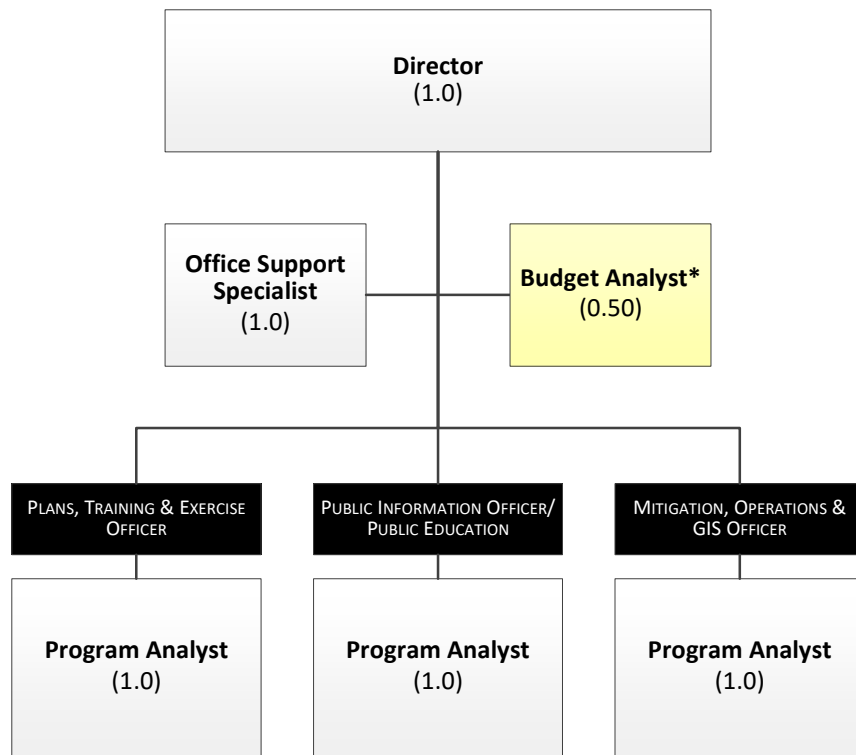 Director
(1.0)
Office Support
Specialist
(1.0)
Budget Analyst*
(0.50)
PLANS, TRAINING & EXERCISE
OFFICER
PUBLIC INFORMATION OFFICER/
PUBLIC EDUCATION
MITIGATION, OPERATIONS &
GIS OFFICER
Program Analyst
(1.0)
Program Analyst
(1.0)
Program Analyst
(1.0)